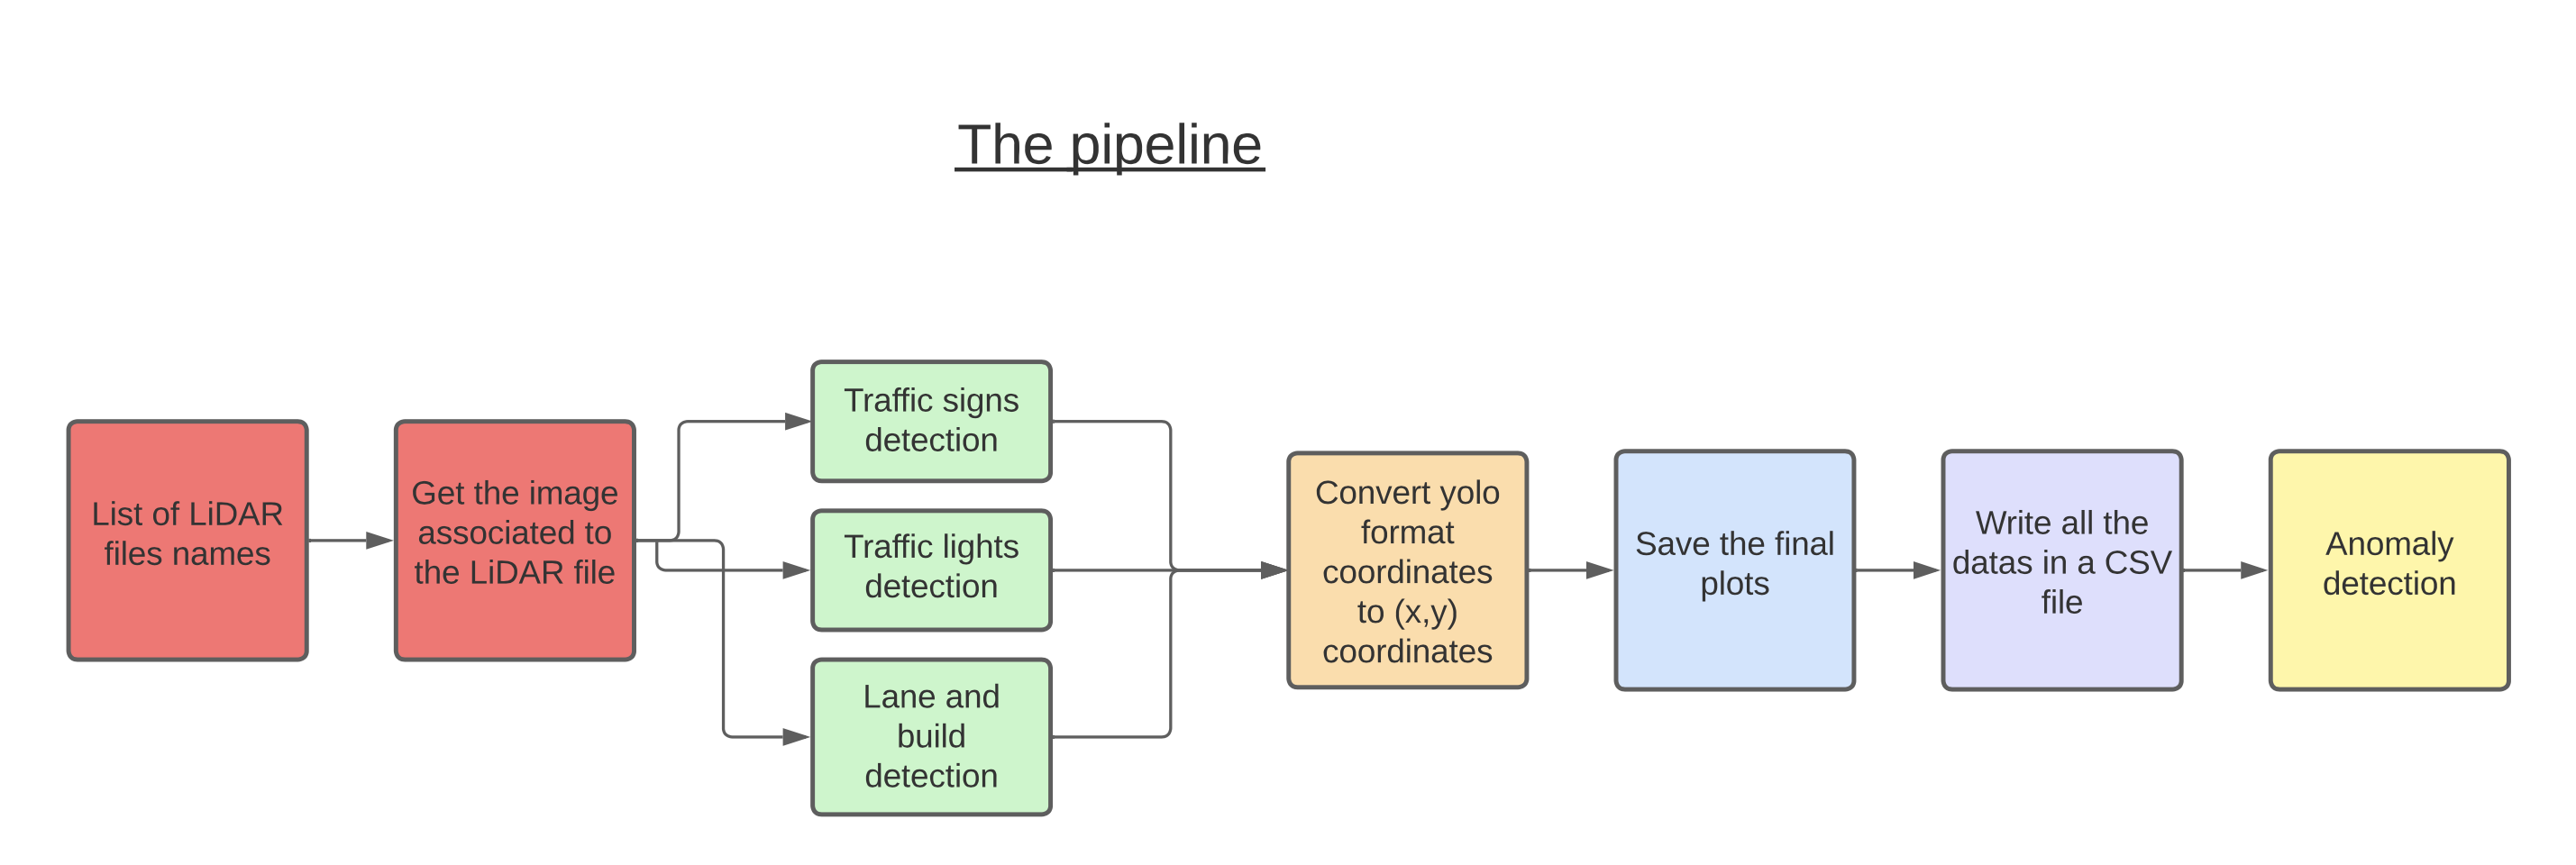 The pipeline
List of LiDAR
files names
Get the image
associated to
the LiDAR file
Traffic signs
detection
Traffic lights
detection
Lane and
build
detection
Convert yolo
format
coordinates
to (x,y)
coordinates
Save the final
plots
Write all the
datas in a CSV
file
Anomaly
detection